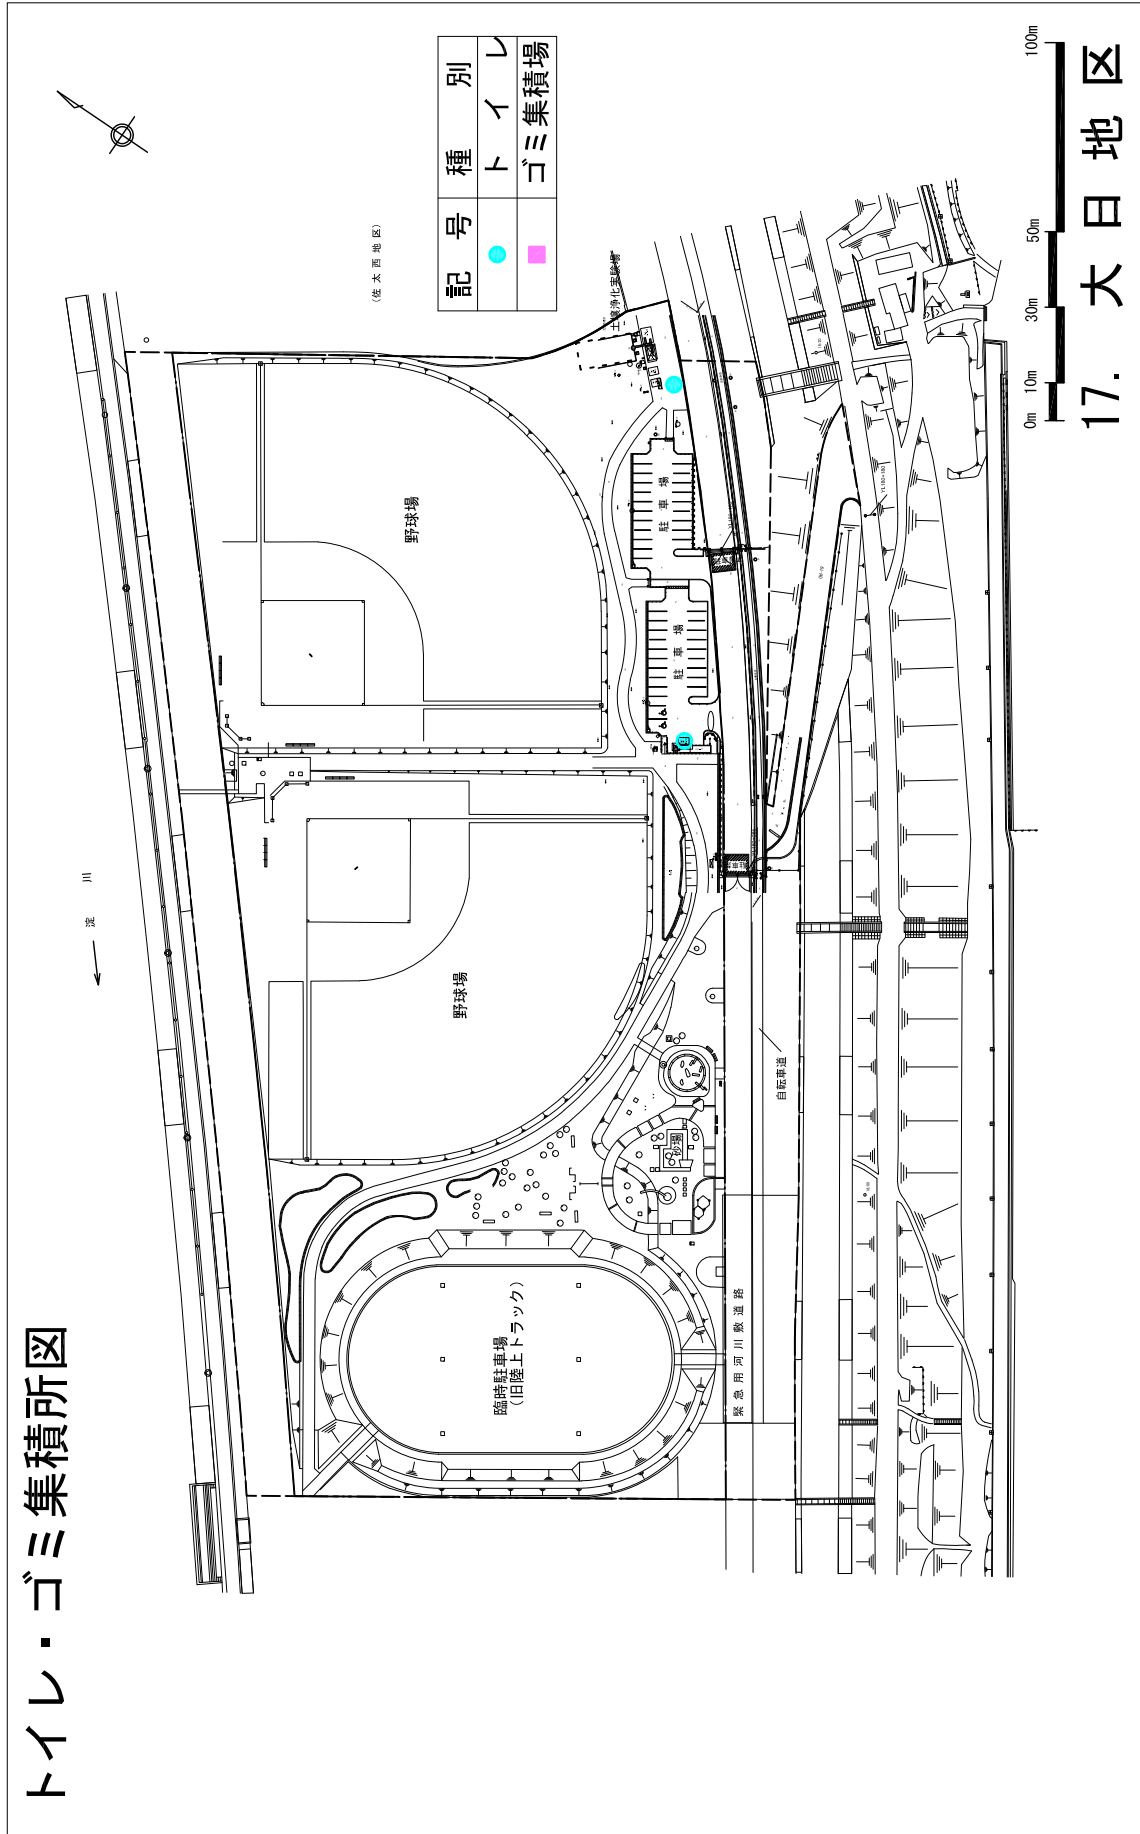 トイレ・ゴミ集積所図
記号 種別
トイレ
ゴミ集積場
(佐太西地区)
土壌浄化実験場
淀川
野球場
野球場
駐車場
駐車場
砂場
自転車道
臨時駐車場
(旧陸上トラック)
緊急用河川敷道路
0m 10m 30m 50m 100m
17. 大日地区